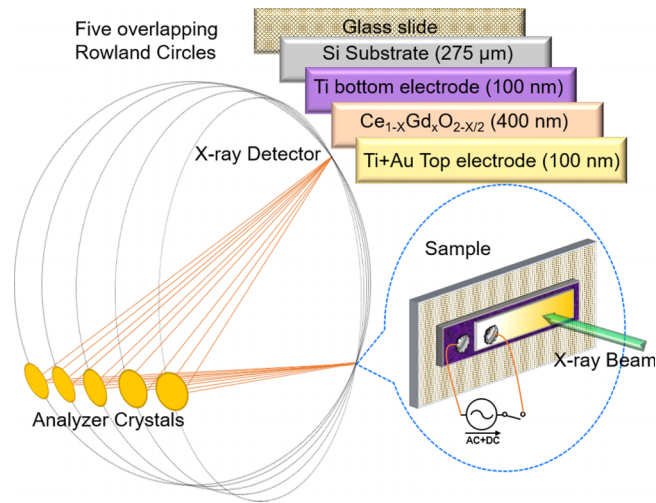 Five overlapping
Rowland Circles
Glass slide
Si Substrate (275 μm)
Ti bottom electrode (100 nm)
Ce₁₋ₓGdₓO₂₋ₓ/₂ (400 nm)
Ti+Au Top electrode (100 nm)
X-ray Detector
Sample
X-ray Beam
Analyzer Crystals
AC+DC